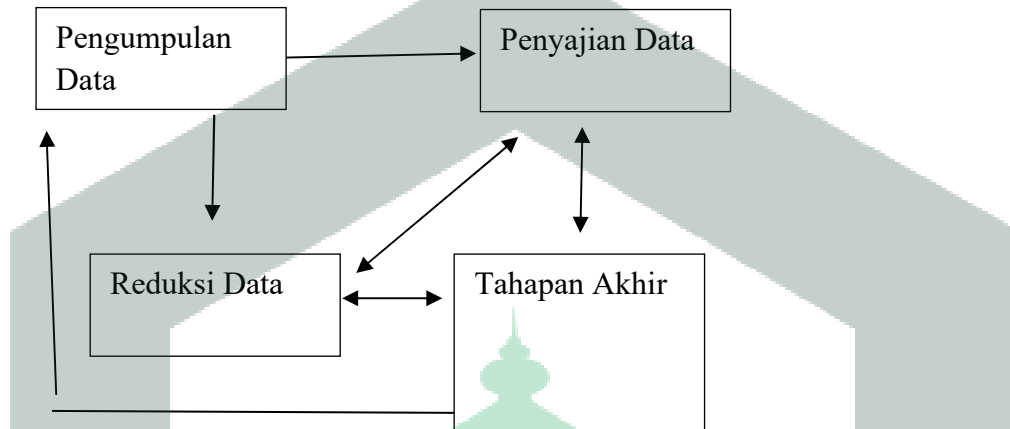 Pengumpulan
Data
Penyajian Data
Reduksi Data
Tahapan Akhir